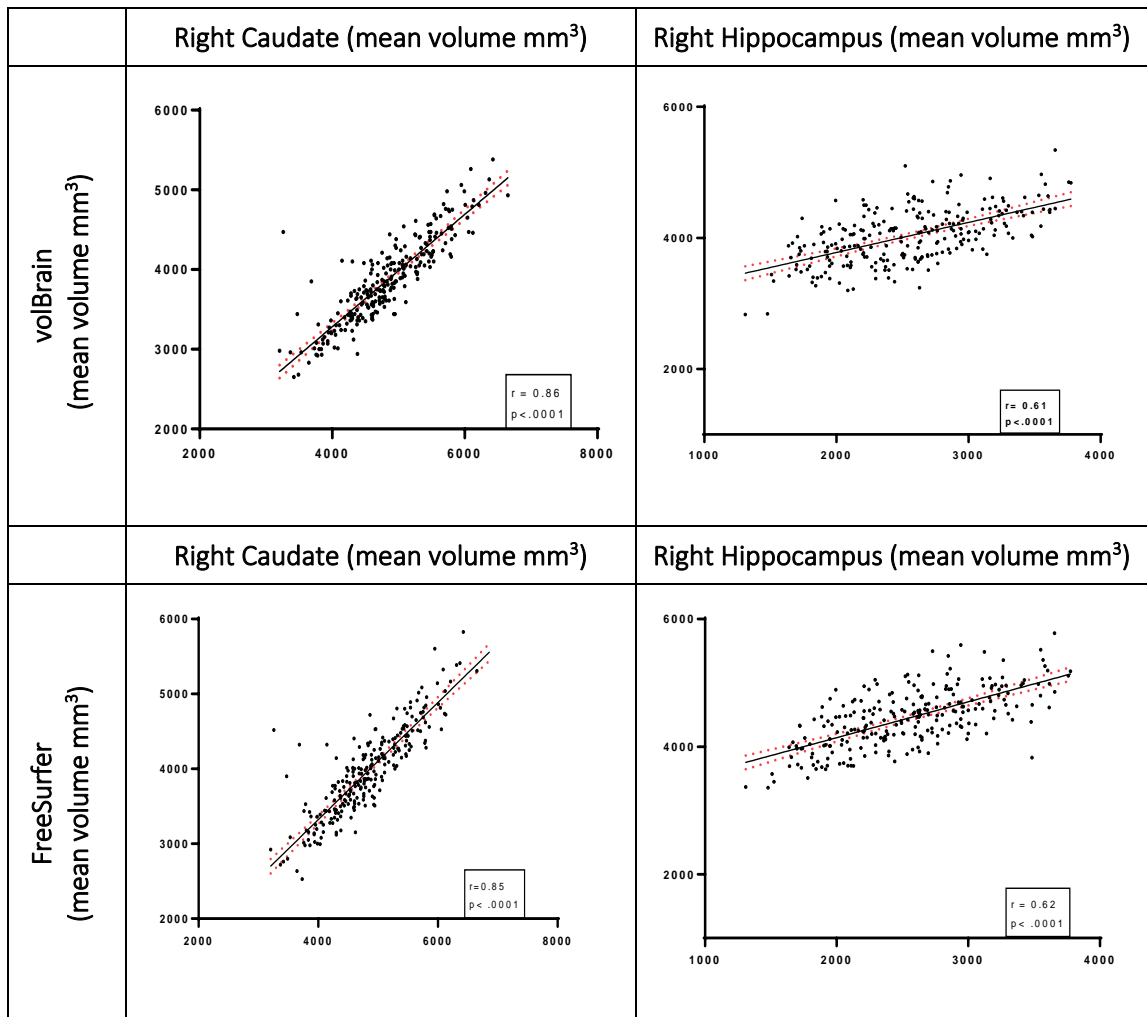 Right Caudate (mean volume mm³)
Right Hippocampus (mean volume mm³)
volBrain
(mean volume mm³)
6000
5000
4000
3000
2000
2000
4000
6000
8000
r = 0.86
p<.0001
6000
4000
2000
1000
2000
3000
4000
r= 0.61
p<.0001
Right Caudate (mean volume mm³)
Right Hippocampus (mean volume mm³)
FreeSurfer
(mean volume mm³)
6000
5000
4000
3000
2000
2000
4000
6000
8000
r=0.85
p< .0001
6000
4000
2000
1000
2000
3000
4000
r = 0.62
p< .0001